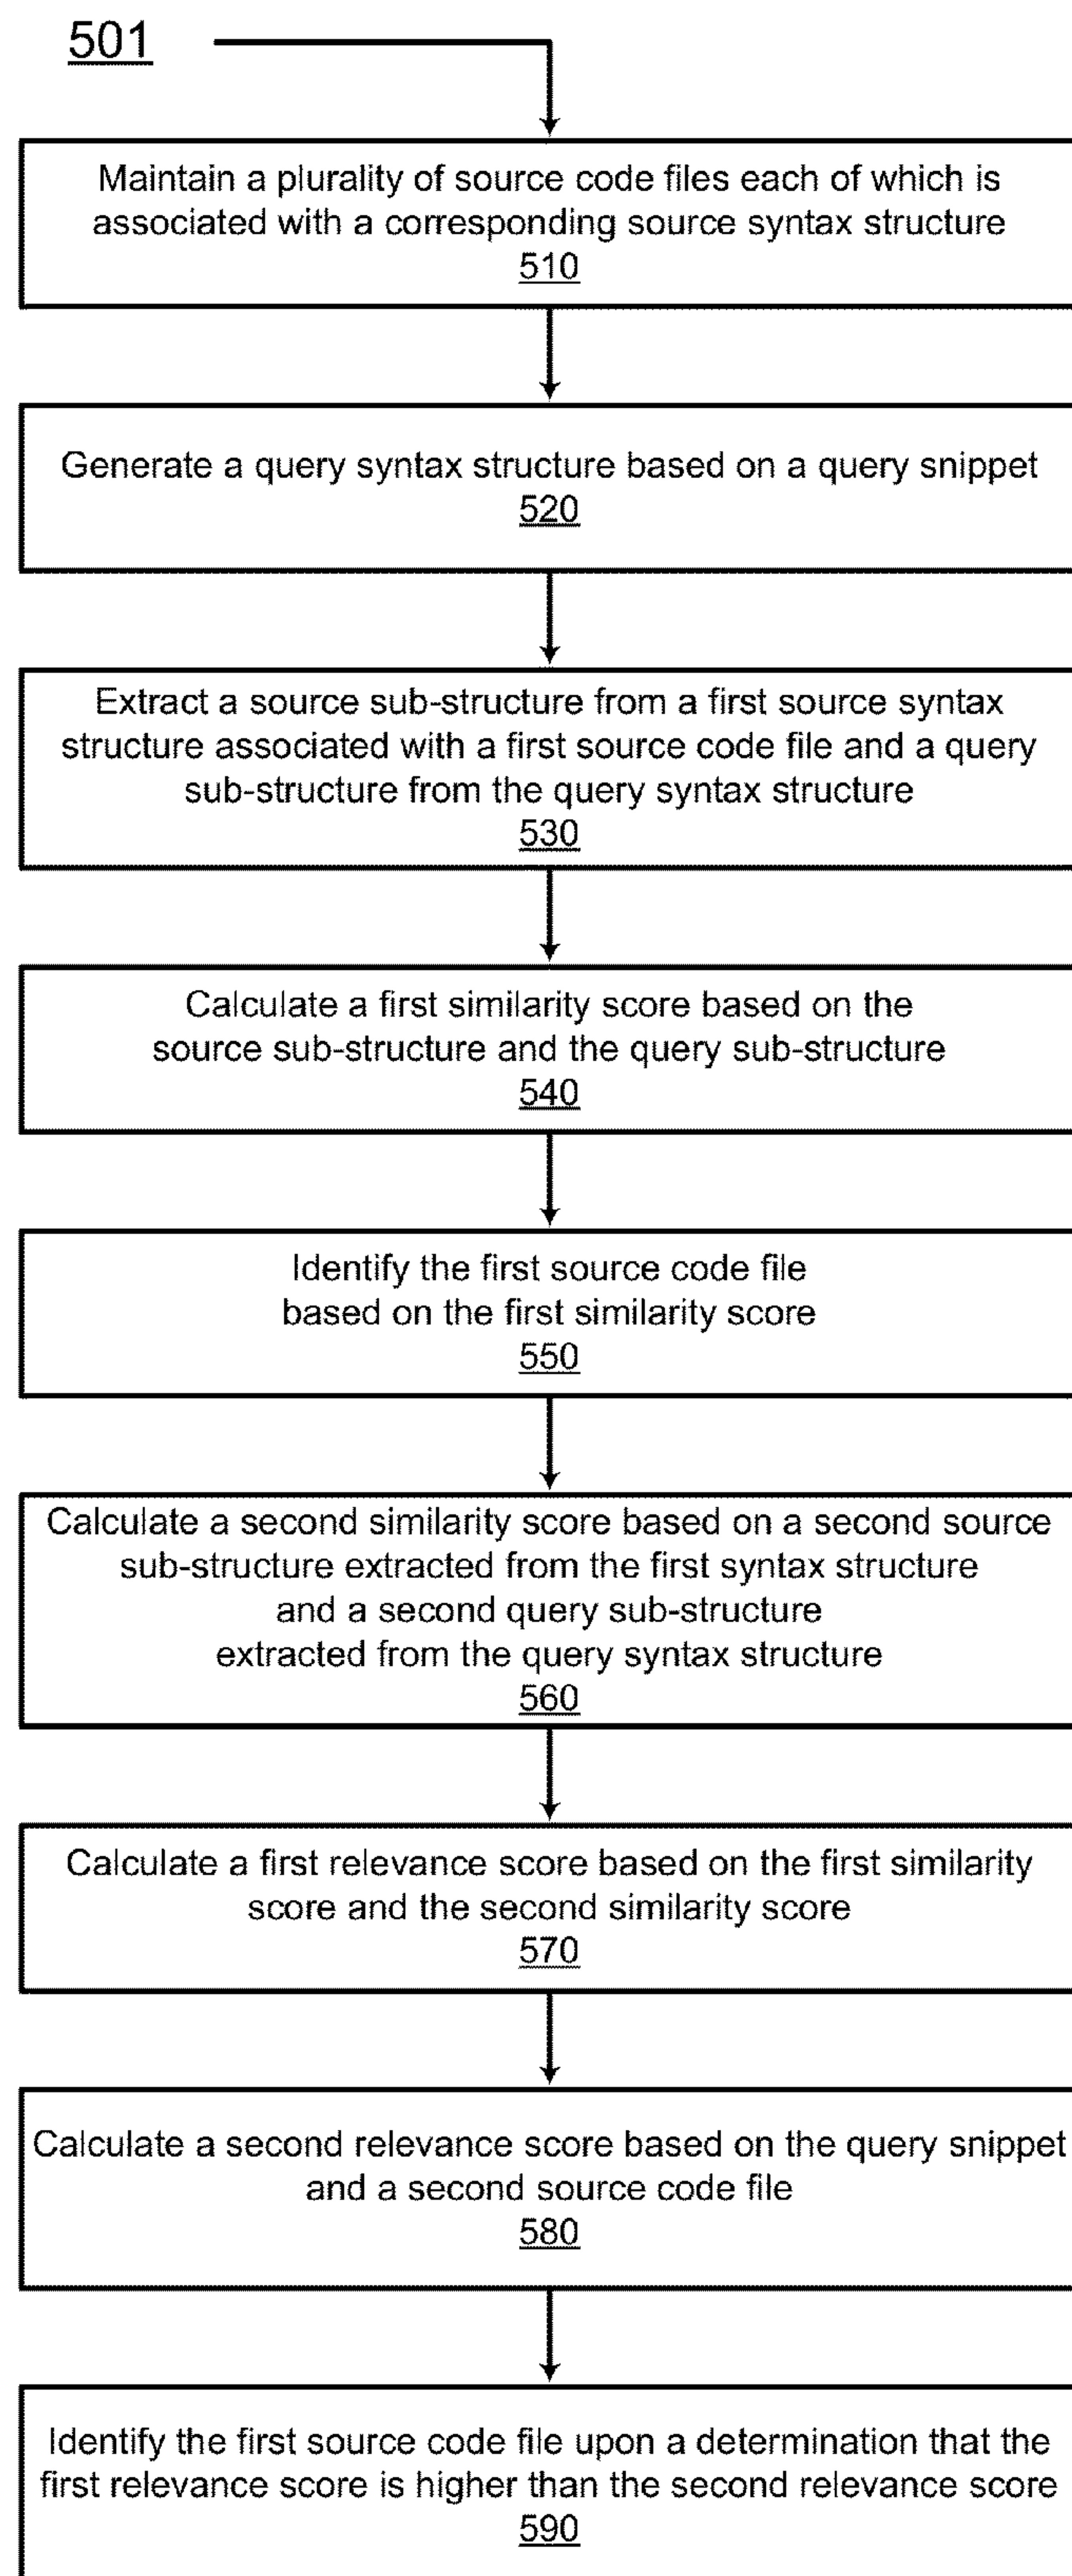 501
Maintain a plurality of source code files each of which is
associated with a corresponding source syntax structure
510
Generate a query syntax structure based on a query snippet
520
Extract a source sub-structure from a first source syntax
structure associated with a first source code file and a query
sub-structure from the query syntax structure
530
Calculate a first similarity score based on the
source sub-structure and the query sub-structure
540
Identify the first source code file
based on the first similarity score
550
Calculate a second similarity score based on a second source
sub-structure extracted from the first syntax structure
and a second query sub-structure
extracted from the query syntax structure
560
Calculate a first relevance score based on the first similarity
score and the second similarity score
570
Calculate a second relevance score based on the query snippet
and a second source code file
580
Identify the first source code file upon a determination that the
first relevance score is higher than the second relevance score
590